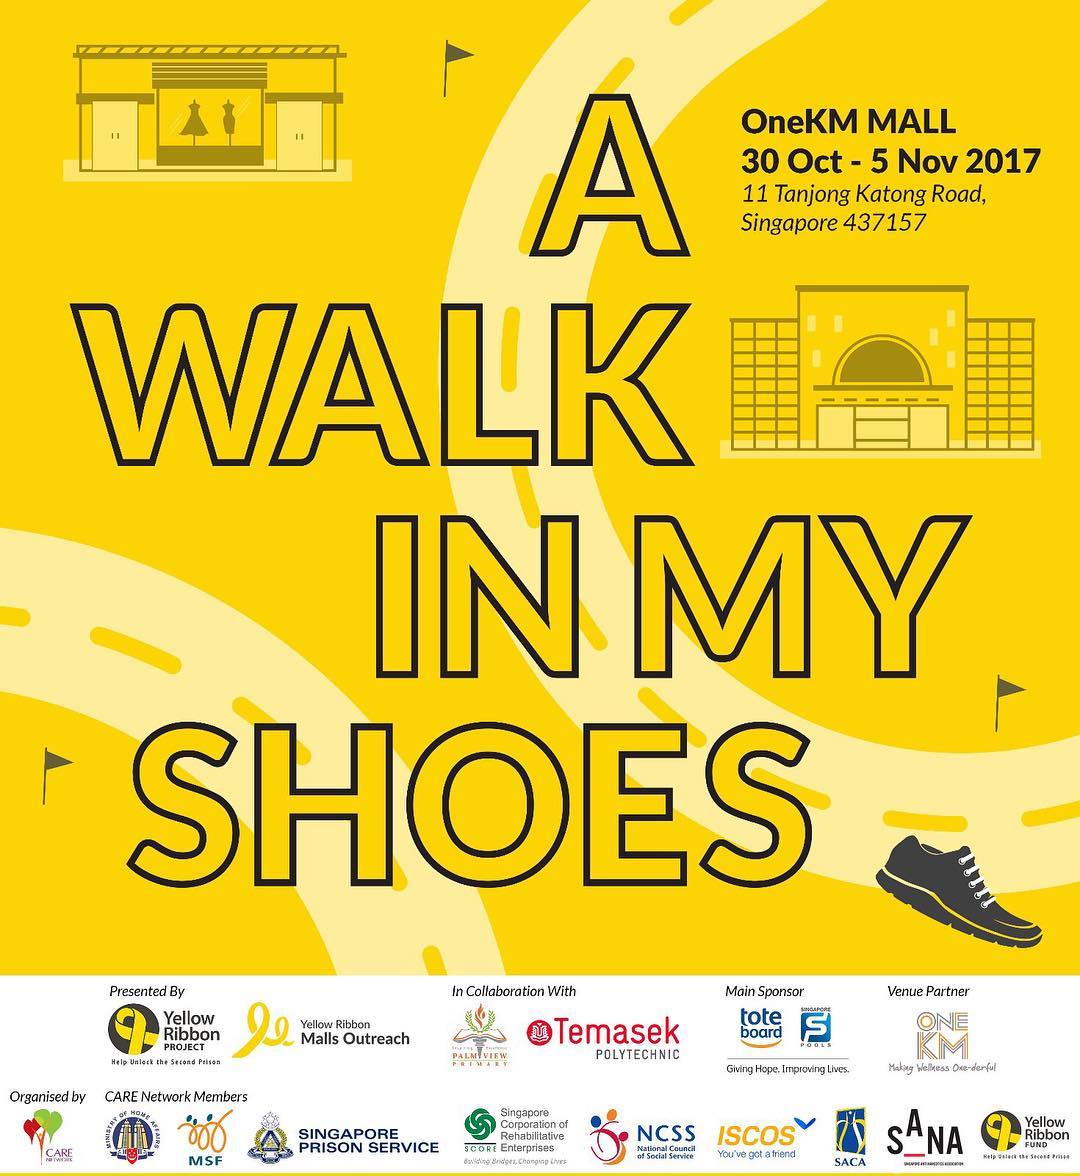 OneKM MALL
30 Oct - 5 Nov 2017
11 Tanjong Katong Road,
Singapore 437157
A
WALK
IN MY
SHOES
Presented By
Yellow
Ribbon
PROJECT
Help Unlock the Second Prison
Yellow Ribbon
Malls Outreach
In Collaboration With
PALM VIEW
PRIMARY
Temasek
POLYTECHNIC
Main Sponsor
tote
board
SINGAPORE
POOLS
Giving Hope. Improving Lives.
Venue Partner
ONE
KM
Making Wellness One-derful
Organised by
CARE
NETWORK
CARE Network Members
MINISTRY OF HOME AFFAIRS
MSF
SINGAPORE
PRISON SERVICE
SCORE
Singapore
Corporation of
Rehabilitative
Enterprises
Building Bridges, Changing Lives
NCSS
National Council
of Social Service
ISCOS
You've got a friend
SACA
SANA
SINGAPORE ANTI-NARCOTICS ASSOCIATION
Yellow
Ribbon
FUND
Help Unlock the Second Prison